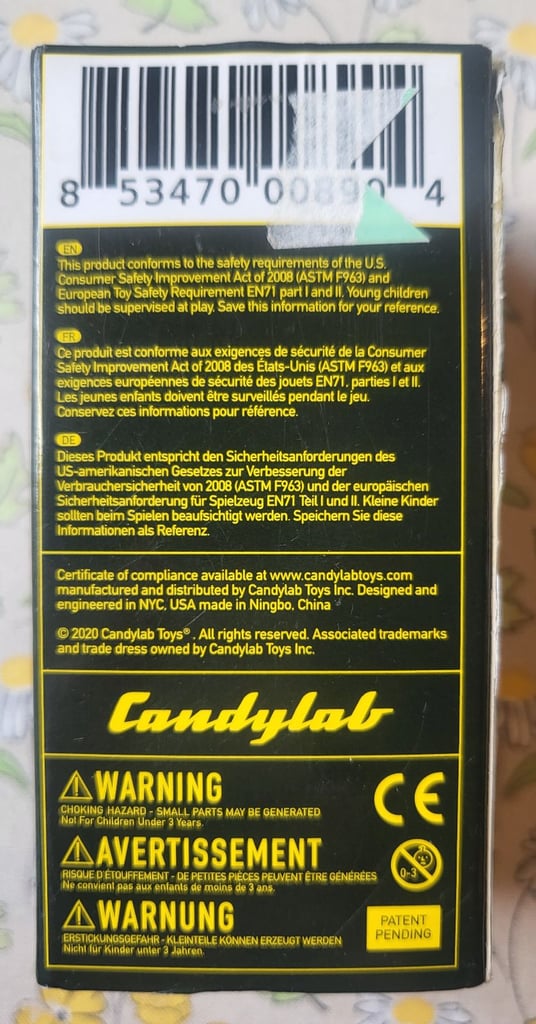 8 53470 00890 4
EN
This product conforms to the safety requirements of the U.S.
Consumer Safety Improvement Act of 2008 (ASTM F963) and
European Toy Safety Requirement EN71 part I and II. Young children
should be supervised at play. Save this information for your reference.
FR
Ce produit est conforme aux exigences de sécurité de la Consumer
Safety Improvement Act of 2008 des États-Unis (ASTM F963) et aux
exigences européennes de sécurité des jouets EN71, parties I et II.
Les jeunes enfants doivent être surveillés pendant le jeu.
Conservez ces informations pour référence.
DE
Dieses Produkt entspricht den Sicherheitsanforderungen des
US-amerikanischen Gesetzes zur Verbesserung der
Verbrauchersicherheit von 2008 (ASTM F963) und der europäischen
Sicherheitsanforderung für Spielzeug EN71 Teil I und II. Kleine Kinder
sollten beim Spielen beaufsichtigt werden. Speichern Sie diese
Informationen als Referenz.
Certificate of compliance available at www.candylabtoys.com
manufactured and distributed by Candylab Toys Inc. Designed and
engineered in NYC, USA made in Ningbo, China
© 2020 Candylab Toys®. All rights reserved. Associated trademarks
and trade dress owned by Candylab Toys Inc.
Candylab
WARNING
CHOKING HAZARD - SMALL PARTS MAY BE GENERATED
Not For Children Under 3 Years.
CE
AVERTISSEMENT
RISQUE D'ÉTOUFFEMENT - DE PETITES PIÈCES PEUVENT ÊTRE GÉNÉRÉES
Ne convient pas aux enfants de moins de 3 ans.
0-3
WARNUNG
ERSTICKUNGSGEFAHR - KLEINTEILE KÖNNEN ERZEUGT WERDEN
Nicht für Kinder unter 3 Jahren.
PATENT
PENDING